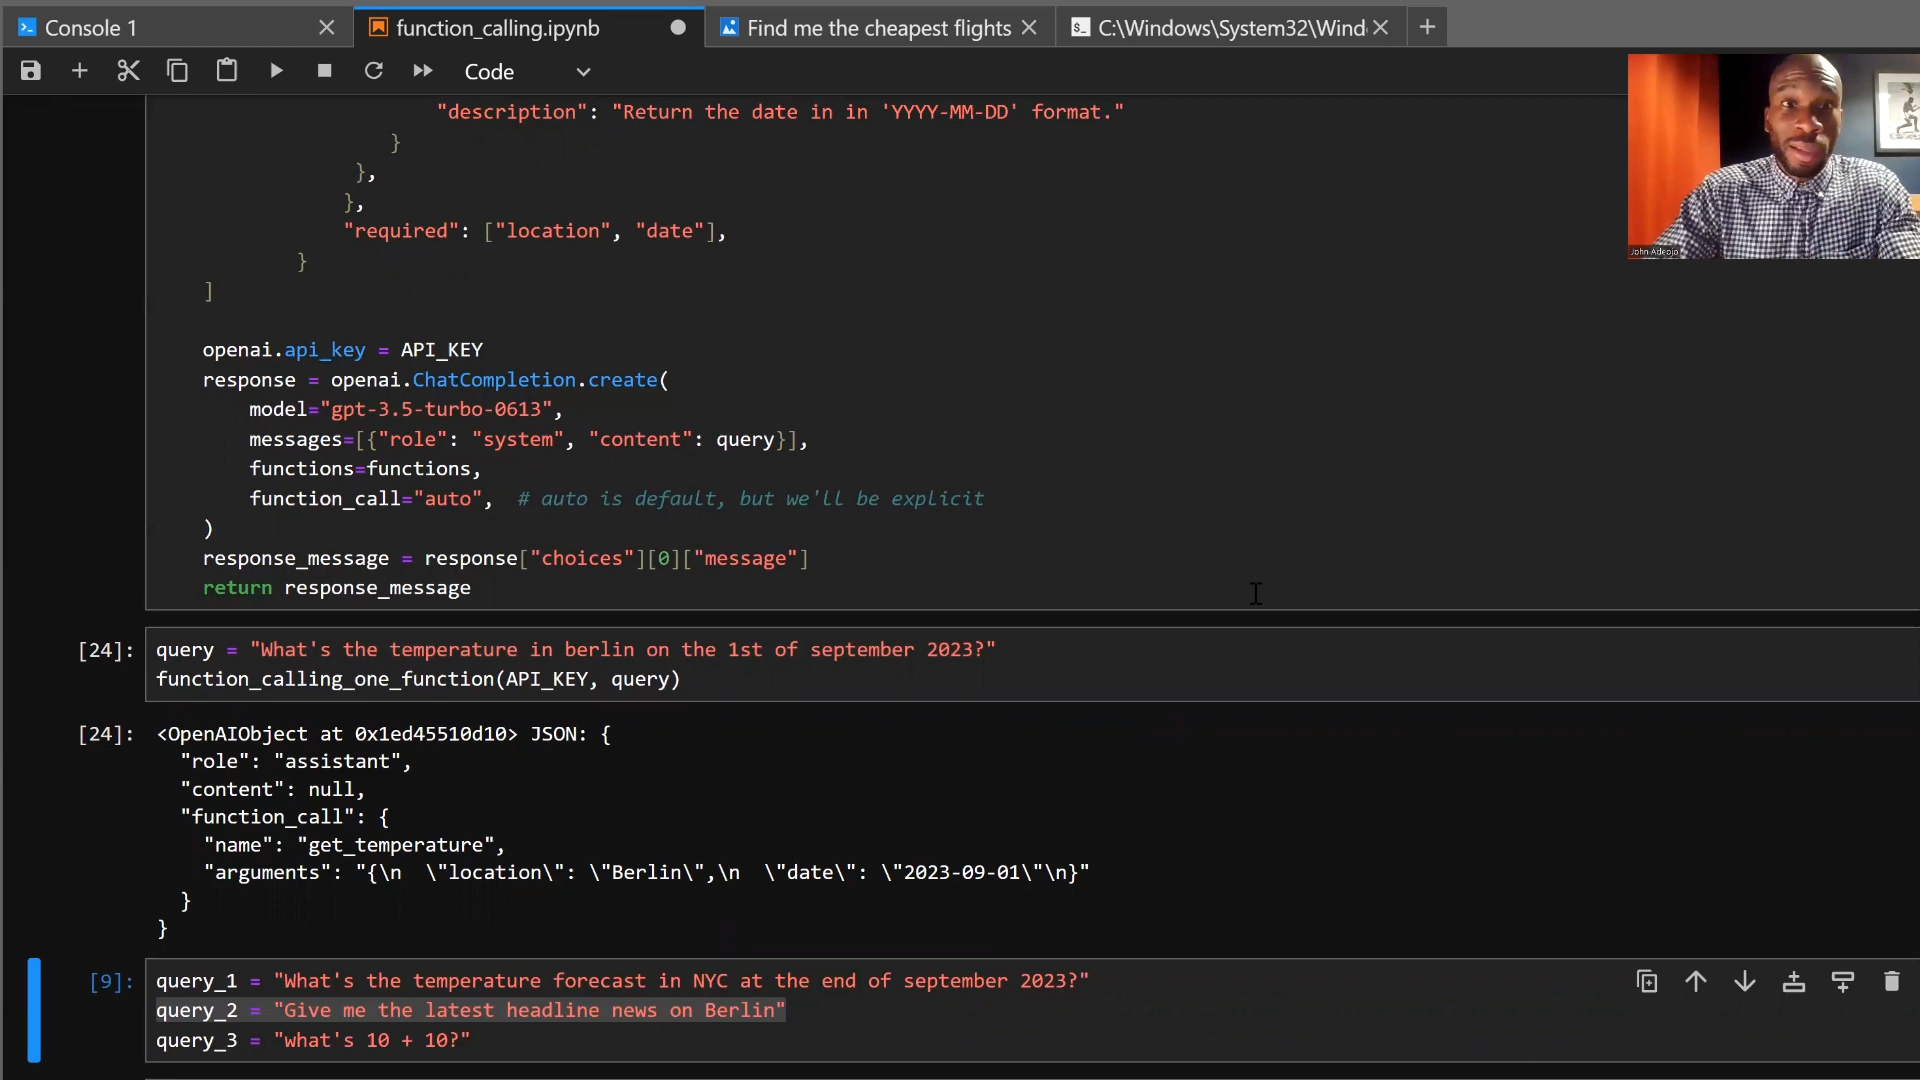 Console 1
function_calling.ipynb
Find me the cheapest flights
C:\Windows\System32\Wind
Code
"description": "Return the date in in 'YYYY-MM-DD' format."
}
},
},
"required": ["location", "date"],
}
]
openai.api_key = API_KEY
response = openai.ChatCompletion.create(
model="gpt-3.5-turbo-0613",
messages=[{"role": "system", "content": query}],
functions=functions,
function_call="auto",  # auto is default, but we'll be explicit
)
response_message = response["choices"][0]["message"]
return response_message
John Adeojo
[24]: query = "What's the temperature in berlin on the 1st of september 2023?"
function_calling_one_function(API_KEY, query)
[24]: <OpenAIObject at 0x1ed45510d10> JSON: {
"role": "assistant",
"content": null,
"function_call": {
"name": "get_temperature",
"arguments": "{\n  \"location\": \"Berlin\",\n  \"date\": \"2023-09-01\"\n}"
}
}
[9]: query_1 = "What's the temperature forecast in NYC at the end of september 2023?"
query_2 = "Give me the latest headline news on Berlin"
query_3 = "what's 10 + 10?"